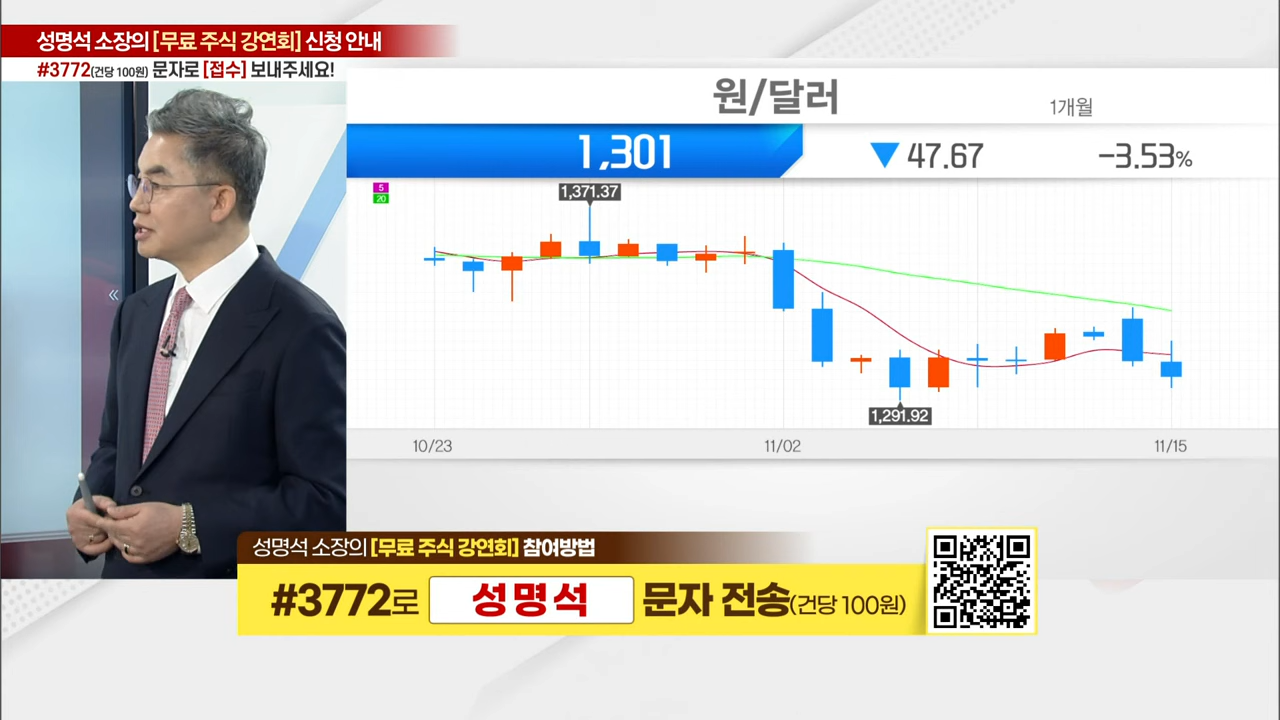 성명석 소장의 [무료 주식 강연회] 신청 안내
#3772(건당 100원) 문자로 [접수] 보내주세요!
원/달러
1개월
1,301 ▼ 47.67 -3.53%
5
20
1,371.37
1,291.92
10/23 11/02 11/15
«
성명석 소장의 [무료 주식 강연회] 참여방법
#3772로 성명석 문자 전송(건당 100원)